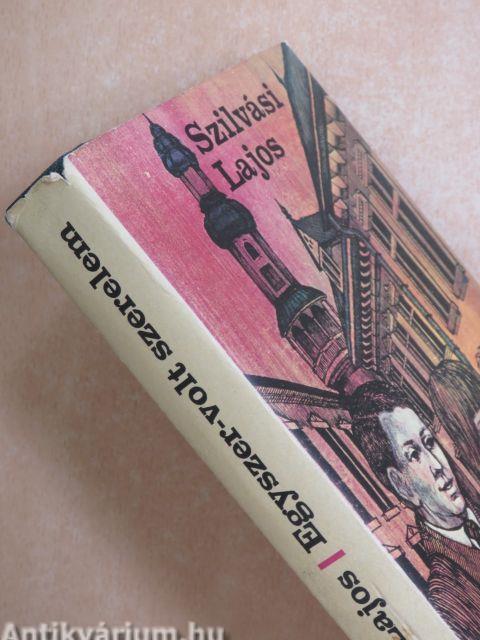 Szilvási
Lajos
Lajos | Egyszer-volt szerelem
Antikvárium.hu